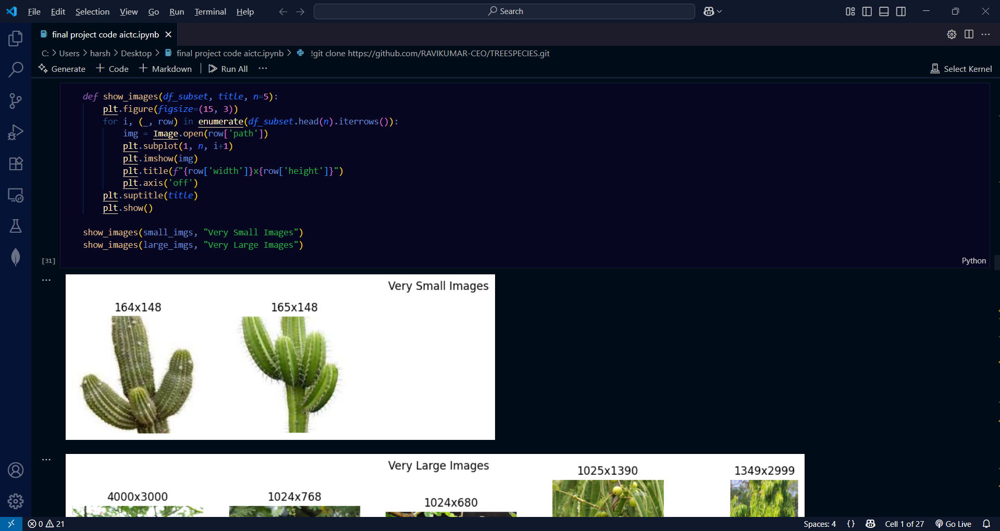 File Edit Selection View Go Run Terminal Help
Search
final project code aictc.ipynb
C: > Users > harsh > Desktop > final project code aictc.ipynb > !git clone https://github.com/RAVIKUMAR-CEO/TREESPECIES.git
Generate + Code + Markdown Run All ...
Select Kernel
def show_images(df_subset, title, n=5):
    plt.figure(figsize=(15, 3))
    for i, (_, row) in enumerate(df_subset.head(n).iterrows()):
        img = Image.open(row['path'])
        plt.subplot(1, n, i+1)
        plt.imshow(img)
        plt.title(f"{row['width']}x{row['height']}")
        plt.axis('off')
    plt.suptitle(title)
    plt.show()
show_images(small_imgs, "Very Small Images")
show_images(large_imgs, "Very Large Images")
[31]
Python
Very Small Images
164x148 165x148
Very Large Images
4000x3000 1024x768 1024x680 1025x1390 1349x2999
0 21
Spaces: 4 {} Cell 1 of 27 Go Live